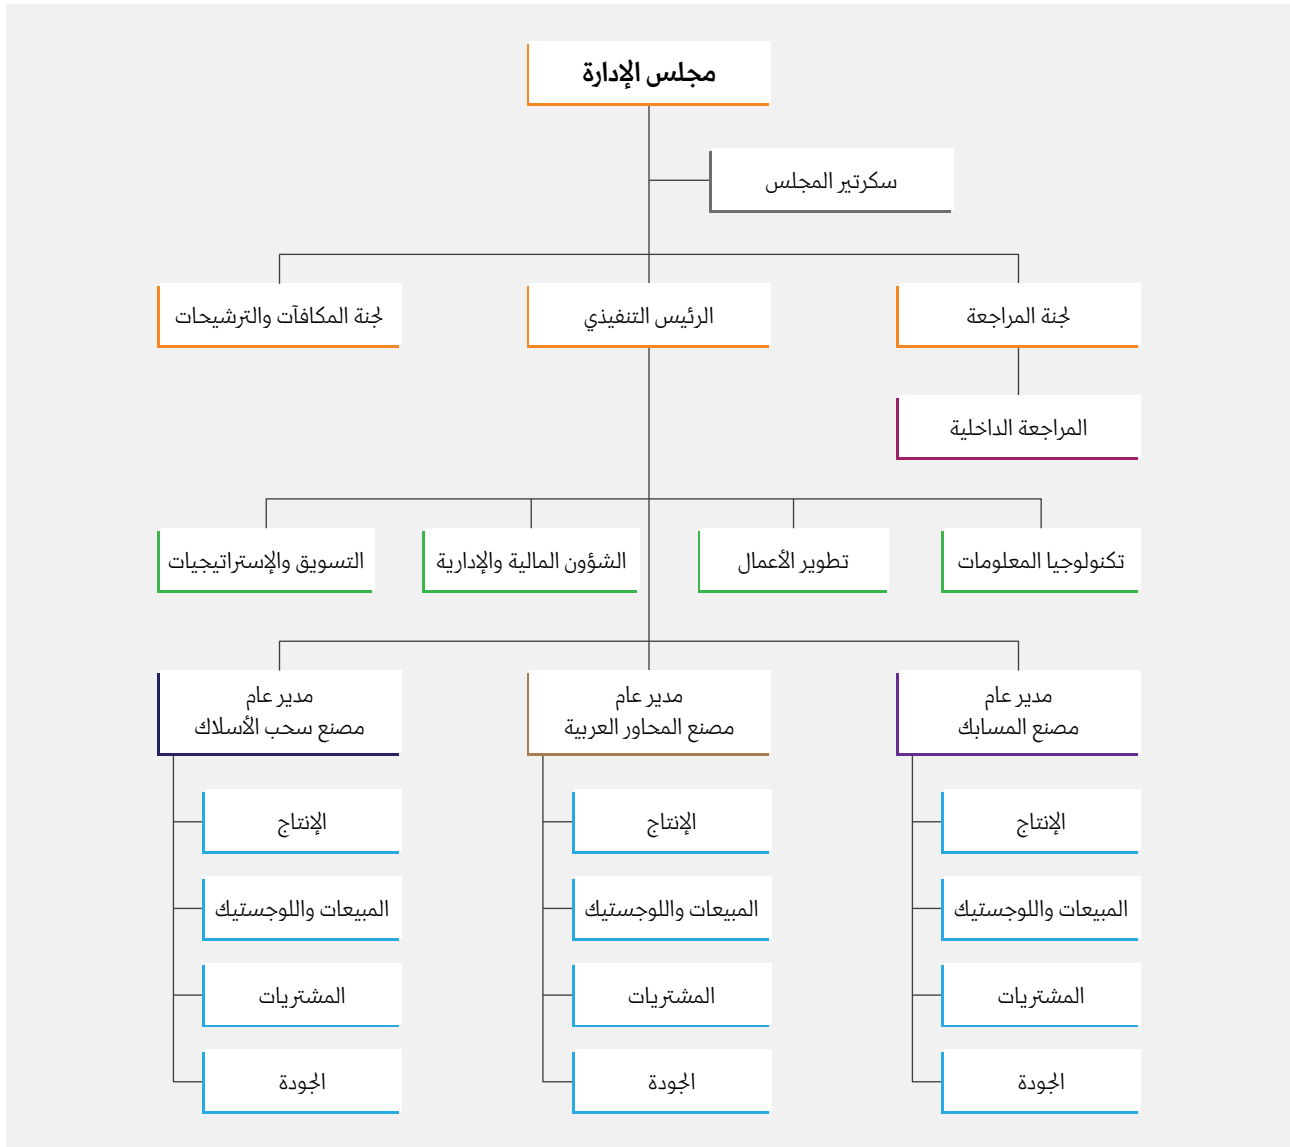 مجلس الإدارة
سكرتير المجلس
لجنة المراجعة
الرئيس التنفيذي
لجنة المكافآت والترشيحات
المراجعة الداخلية
تكنولوجيا المعلومات
تطوير الأعمال
الشؤون المالية والإدارية
التسويق والإستراتيجيات
مدير عام
مصنع المسابك
مدير عام
مصنع المحاور العربية
مدير عام
مصنع سحب الأسلاك
الإنتاج
الإنتاج
الإنتاج
المبيعات واللوجستيك
المبيعات واللوجستيك
المبيعات واللوجستيك
المشتريات
المشتريات
المشتريات
الجودة
الجودة
الجودة